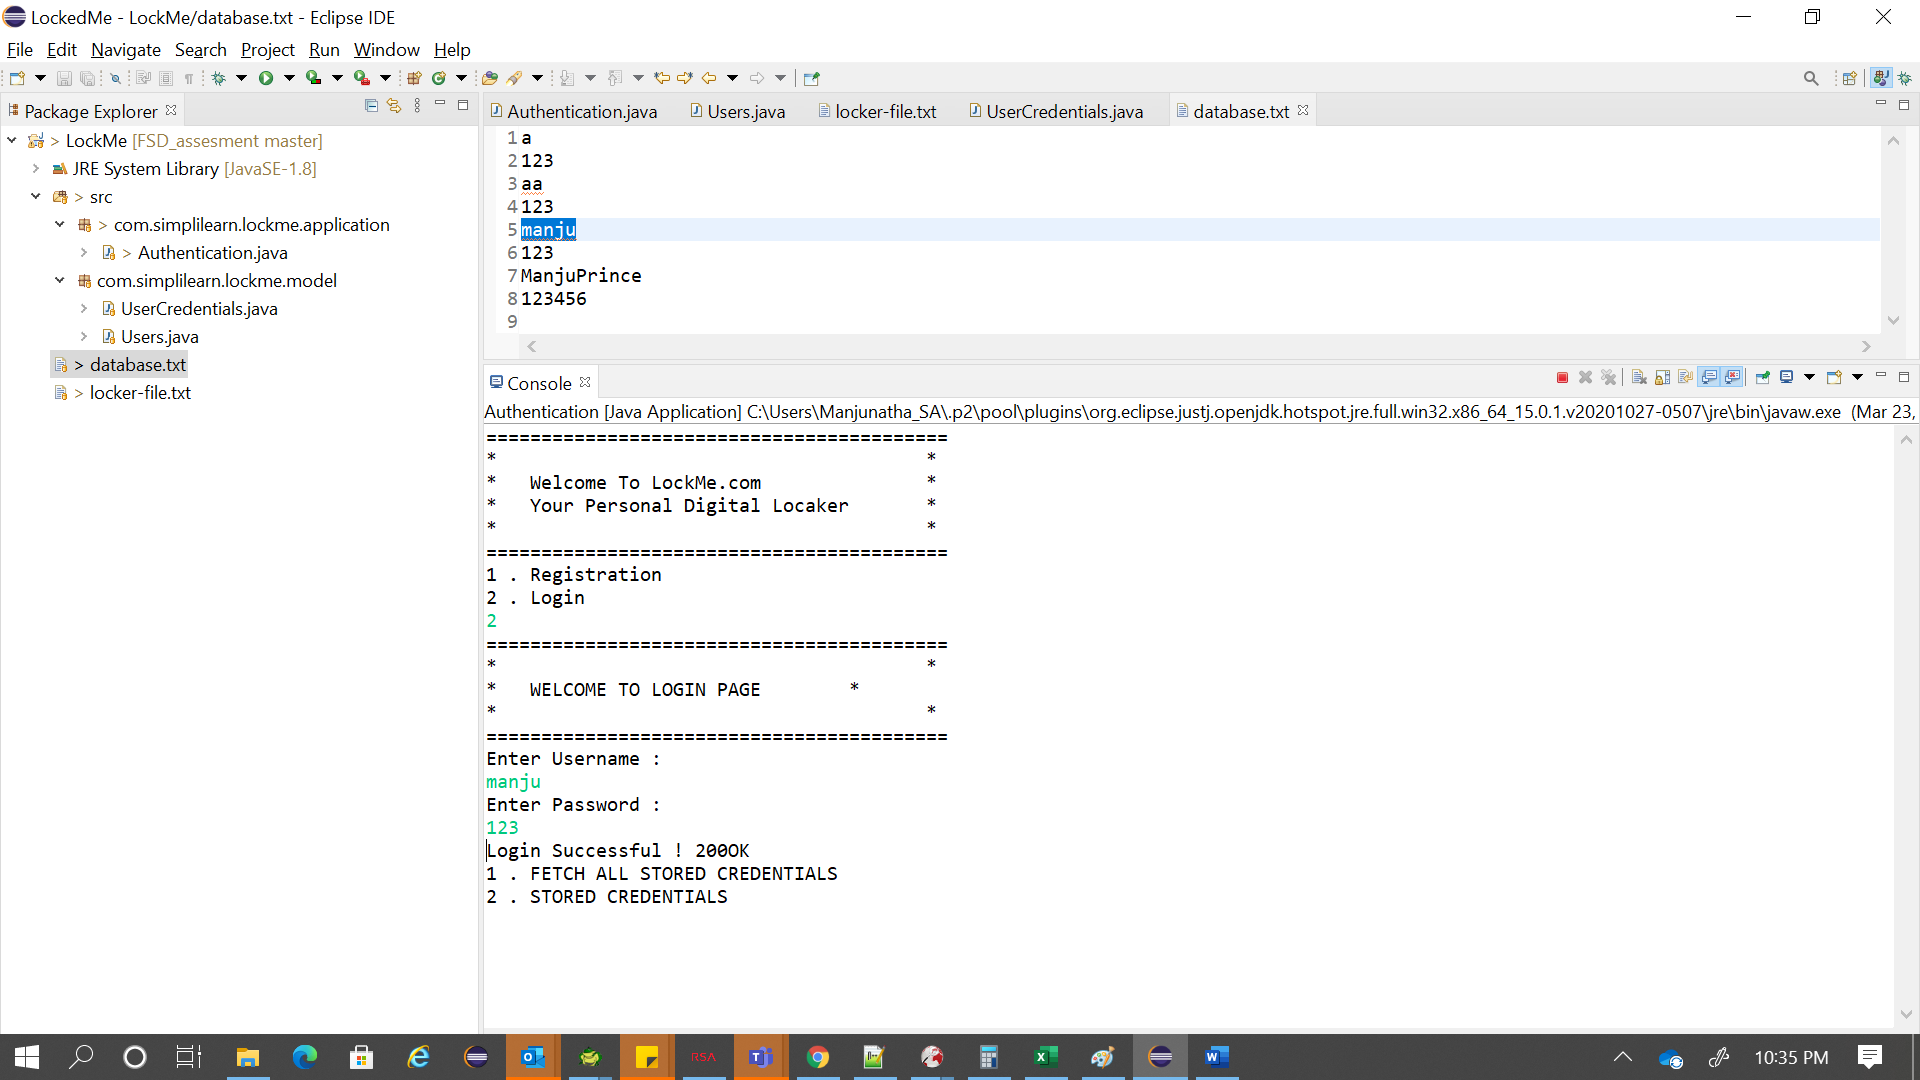 LockedMe - LockMe/database.txt - Eclipse IDE
File Edit Navigate Search Project Run Window Help
Package Explorer
> LockMe [FSD_assesment master]
JRE System Library [JavaSE-1.8]
> src
> com.simplilearn.lockme.application
> Authentication.java
com.simplilearn.lockme.model
UserCredentials.java
Users.java
> database.txt
> locker-file.txt
Authentication.java Users.java locker-file.txt UserCredentials.java database.txt
1 a
2 123
3 aa
4 123
5 manju
6 123
7 ManjuPrince
8 123456
9
Console
Authentication [Java Application] C:\Users\Manjunatha_SA\.p2\pool\plugins\org.eclipse.justj.openjdk.hotspot.jre.full.win32.x86_64_15.0.1.v20201027-0507\jre\bin\javaw.exe (Mar 23,
==========================================
* *
* Welcome To LockMe.com *
* Your Personal Digital Locaker *
* *
==========================================
1 . Registration
2 . Login
2
==========================================
* *
* WELCOME TO LOGIN PAGE *
* *
==========================================
Enter Username :
manju
Enter Password :
123
Login Successful ! 200OK
1 . FETCH ALL STORED CREDENTIALS
2 . STORED CREDENTIALS
RSA
10:35 PM